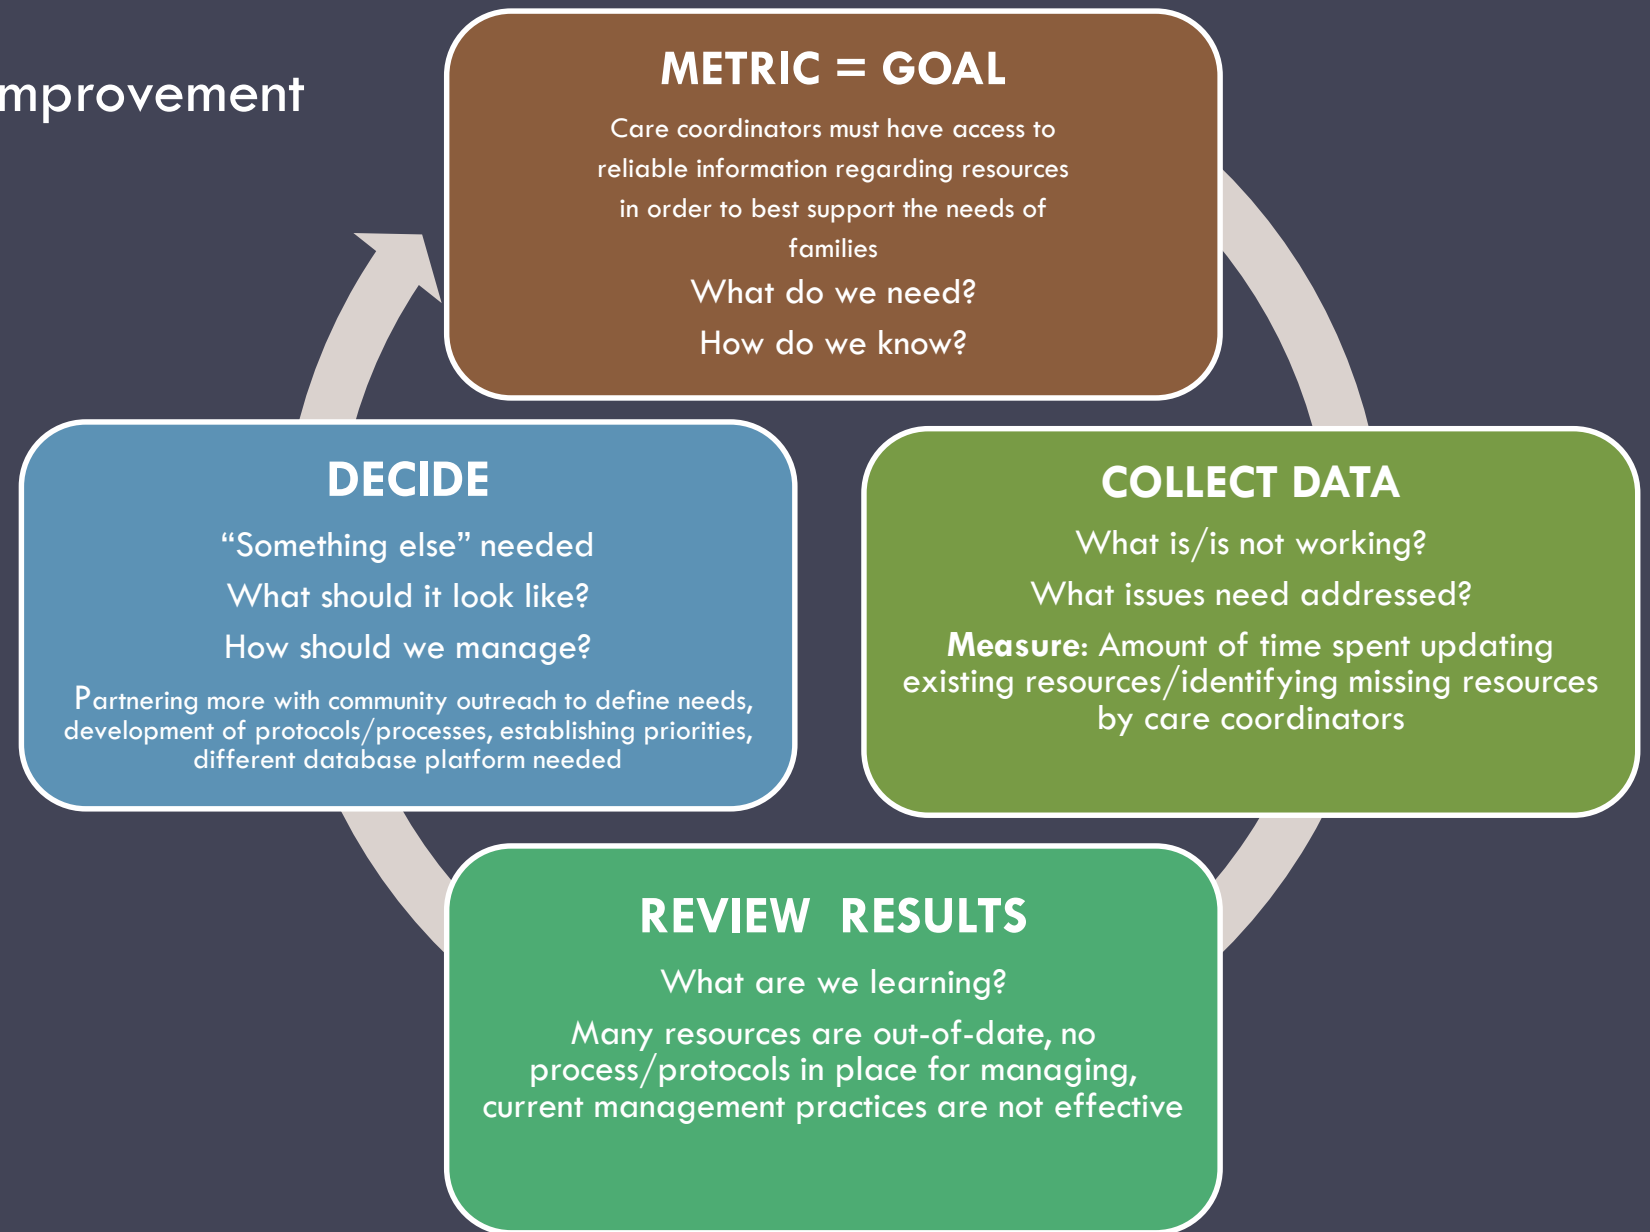 mprovement
METRIC = GOAL
Care coordinators must have access to
reliable information regarding resources
in order to best support the needs of
families
What do we need?
How do we know?
DECIDE
“Something else” needed
What should it look like?
How should we manage?
Partnering more with community outreach to define needs,
development of protocols/processes, establishing priorities,
different database platform needed
COLLECT DATA
What is/is not working?
What issues need addressed?
Measure: Amount of time spent updating
existing resources/identifying missing resources
by care coordinators
REVIEW  RESULTS
What are we learning?
Many resources are out-of-date, no
process/protocols in place for managing,
current management practices are not effective